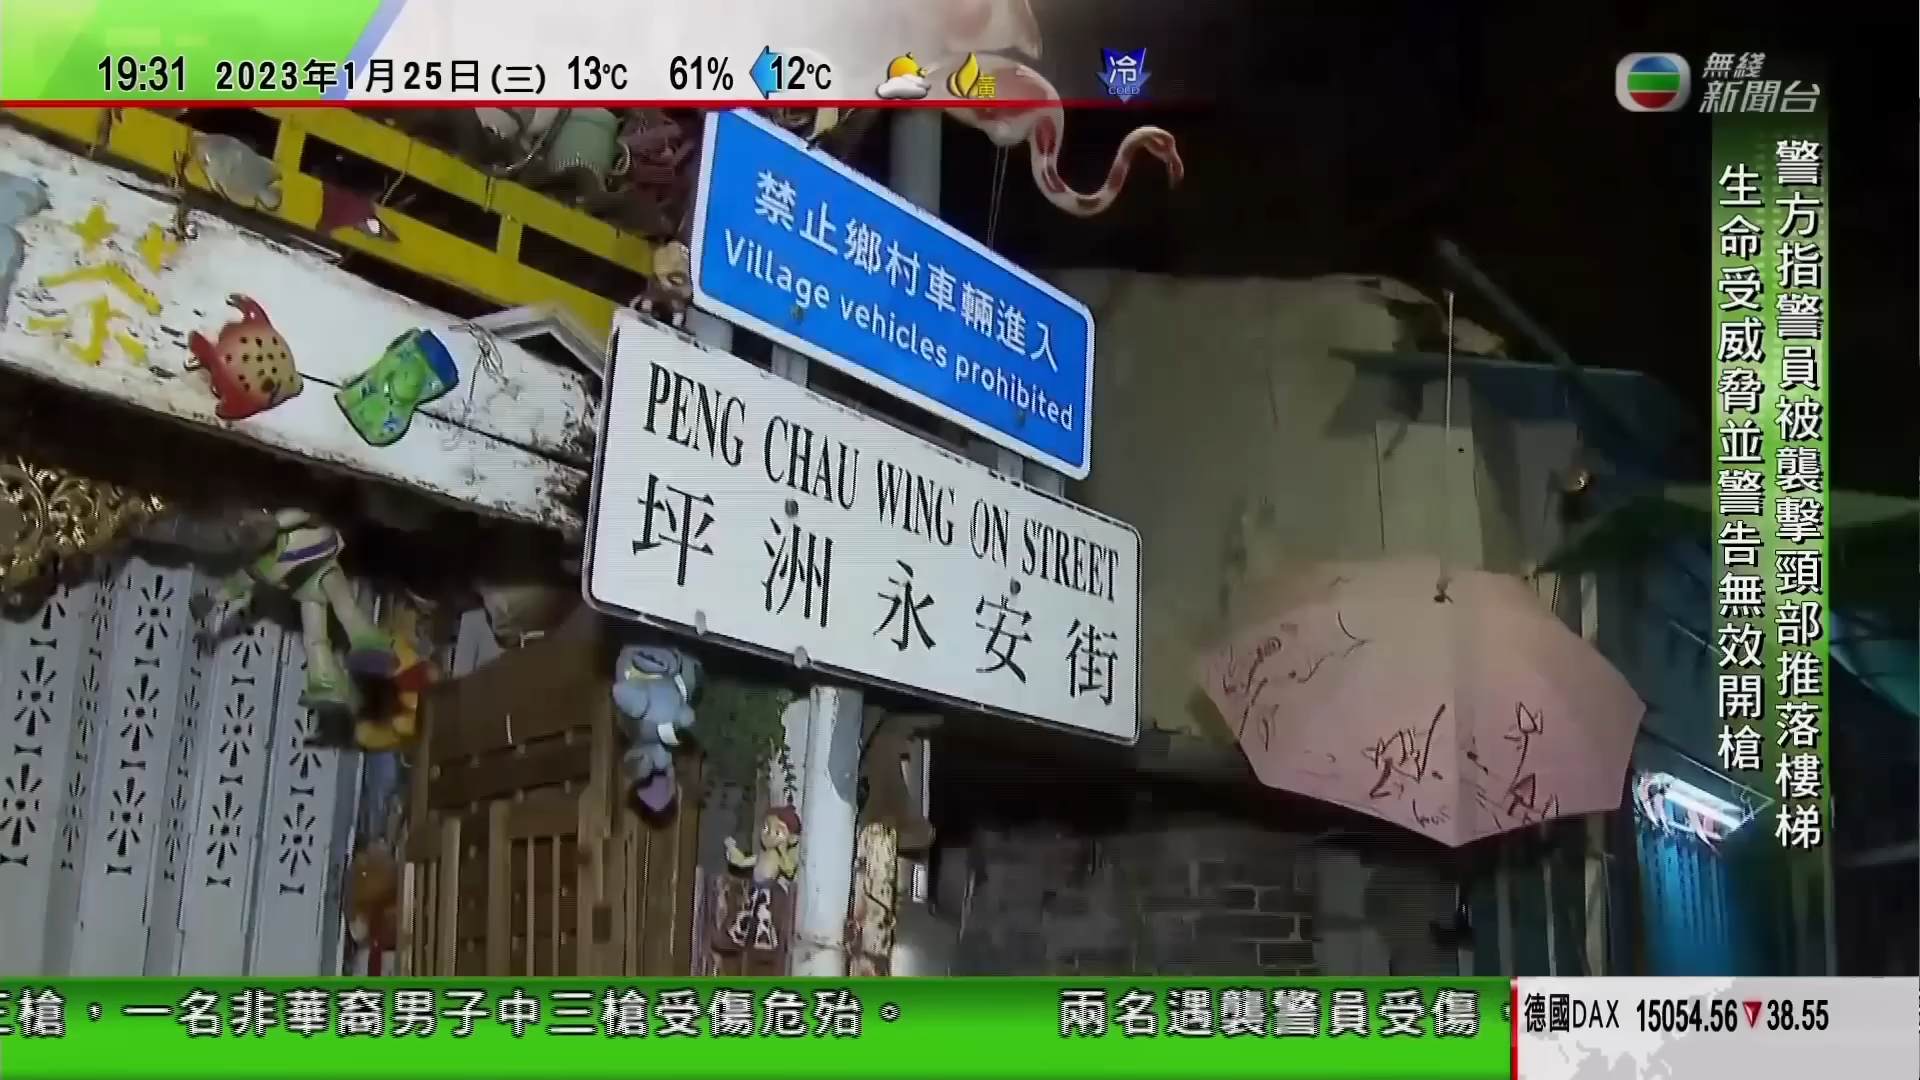 19:31 2023年1月25日(三) 13℃ 61% 12℃
黃
冷
COLD
無綫
新聞台
警方指警員被襲擊頸部推落樓梯
生命受威脅並警告無效開槍
禁止鄉村車輛進入
Village vehicles prohibited
PENG CHAU WING ON STREET
坪洲永安街
茶
槍，一名非華裔男子中三槍受傷危殆。 兩名遇襲警員受傷，
德國DAX 15054.56▼38.55